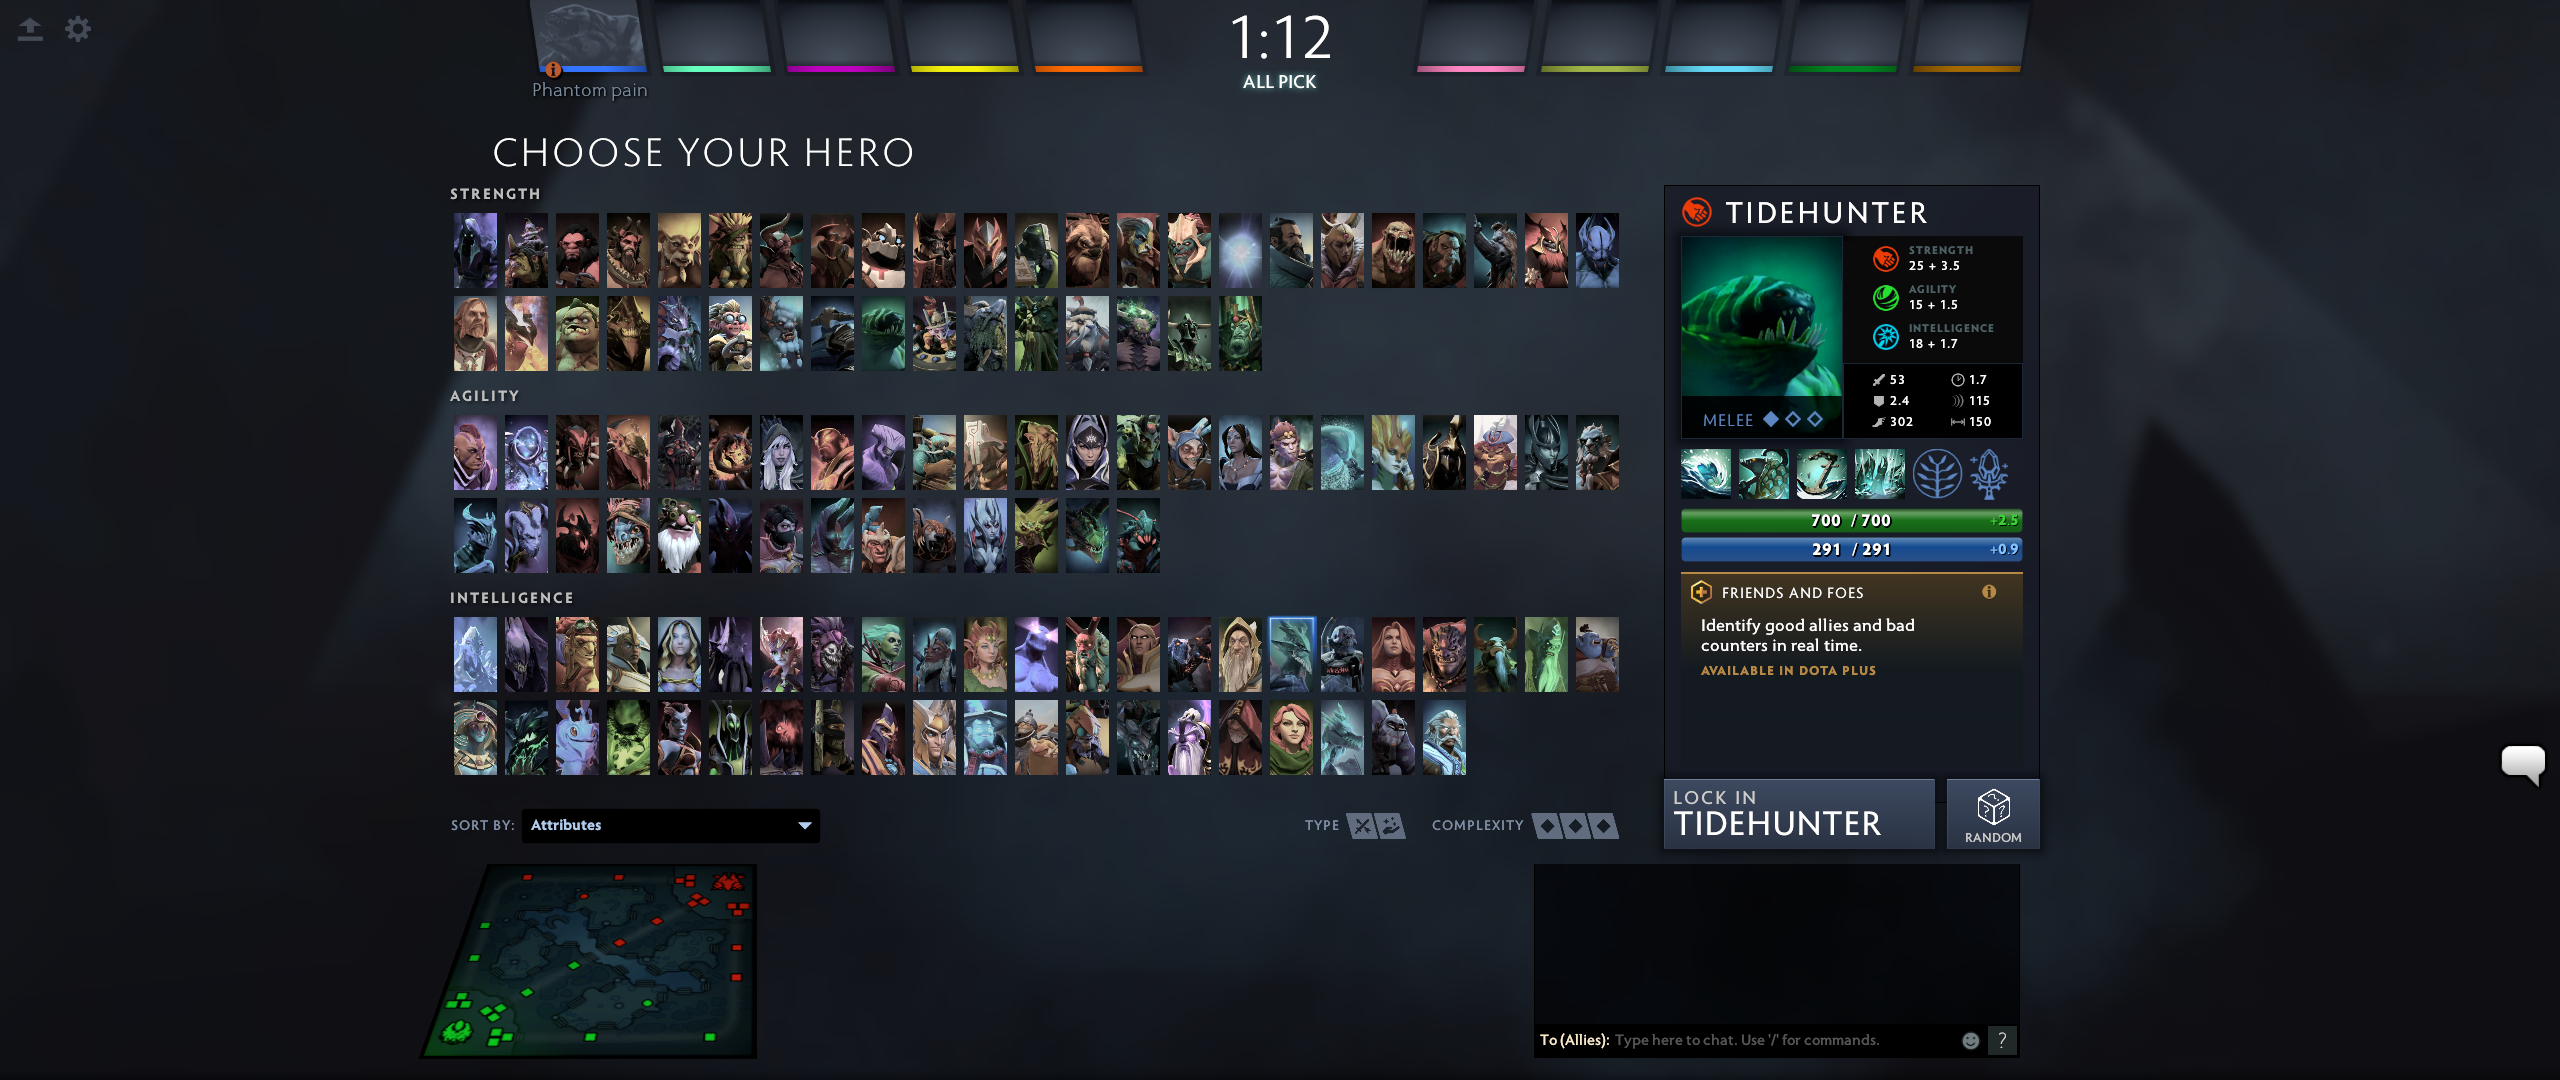 1:12
ALL PICK
Phantom pain
CHOOSE YOUR HERO
STRENGTH
AGILITY
INTELLIGENCE
TIDEHUNTER
STRENGTH
25 + 3.5
AGILITY
15 + 1.5
INTELLIGENCE
18 + 1.7
MELEE
53 1.7
2.4 115
302 150
700 / 700 +2.5
291 / 291 +0.9
FRIENDS AND FOES
Identify good allies and bad
counters in real time.
AVAILABLE IN DOTA PLUS
LOCK IN
TIDEHUNTER
RANDOM
SORT BY: Attributes
TYPE
COMPLEXITY
To (Allies): Type here to chat. Use '/' for commands. ?